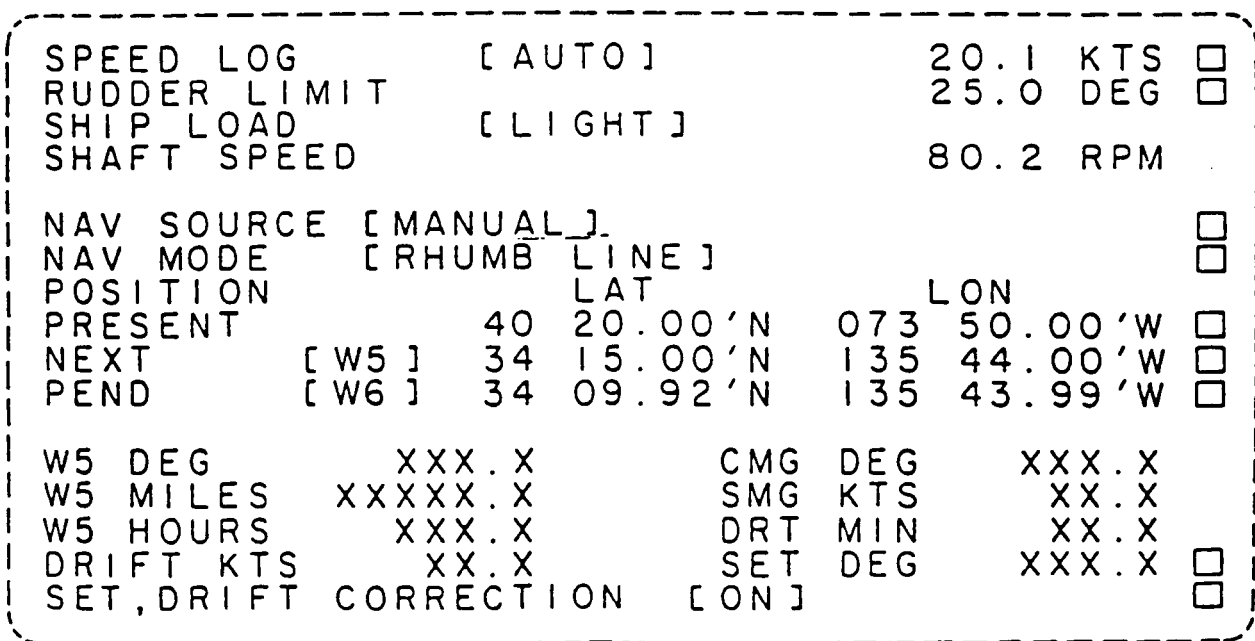 SPEED LOG [AUTO] 20.1 KTS
RUDDER LIMIT 25.0 DEG
SHIP LOAD [LIGHT]
SHAFT SPEED 80.2 RPM
NAV SOURCE [MANUAL]
NAV MODE [RHUMB LINE]
POSITION LAT LON
PRESENT 40 20.00'N 073 50.00'W
NEXT [W5] 34 15.00'N 135 44.00'W
PEND [W6] 34 09.92'N 135 43.99'W
W5 DEG XXX.X CMG DEG XXX.X
W5 MILES XXXXX.X SMG KTS XX.X
W5 HOURS XXX.X DRT MIN XX.X
DRIFT KTS XX.X SET DEG XXX.X
SET,DRIFT CORRECTION [ON]